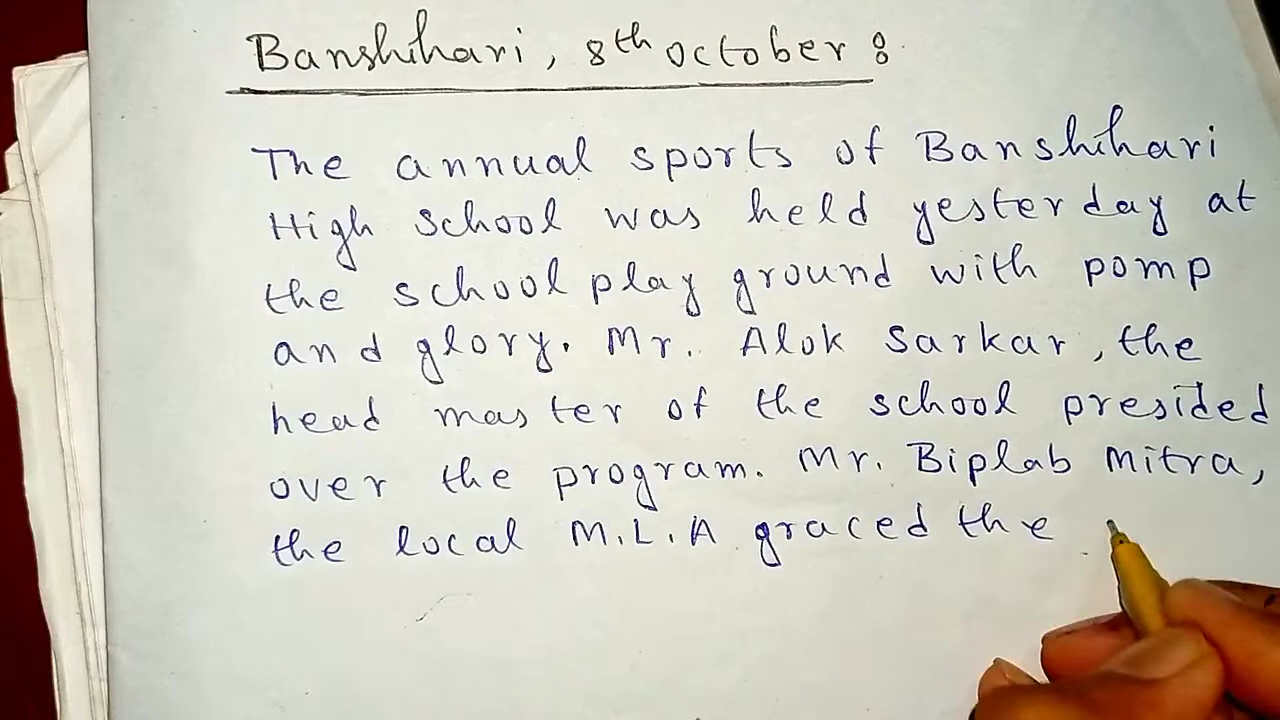 Banshihari, 8th october :
The annual sports of Banshihari
High school was held yesterday at
the school play ground with pomp
and glory. Mr. Alok Sarkar, the
head master of the school presided
over the program. Mr. Biplab Mitra,
the local M.L.A graced the